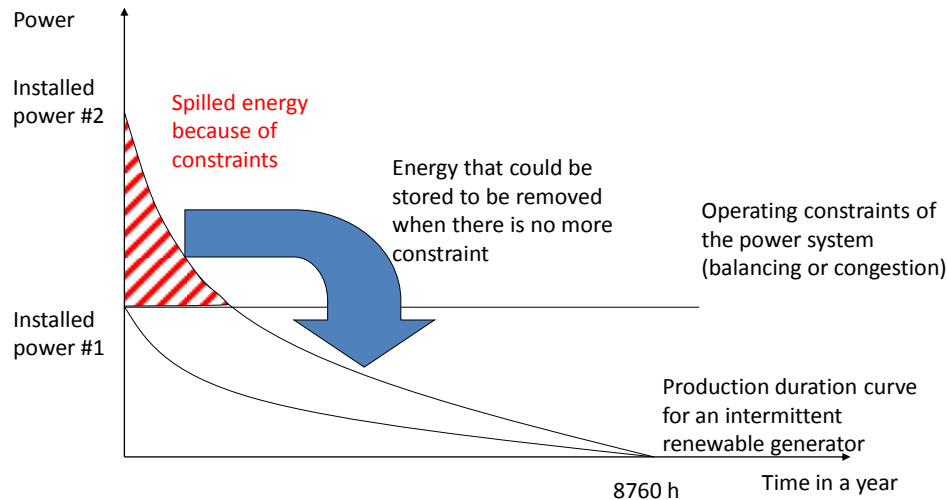 Power
Installed
power #2
Spilled energy
because of
constraints
Energy that could be
stored to be removed
when there is no more
constraint
Operating constraints of
the power system
(balancing or congestion)
Installed
power #1
Production duration curve
for an intermittent
renewable generator
Time in a year
8760 h